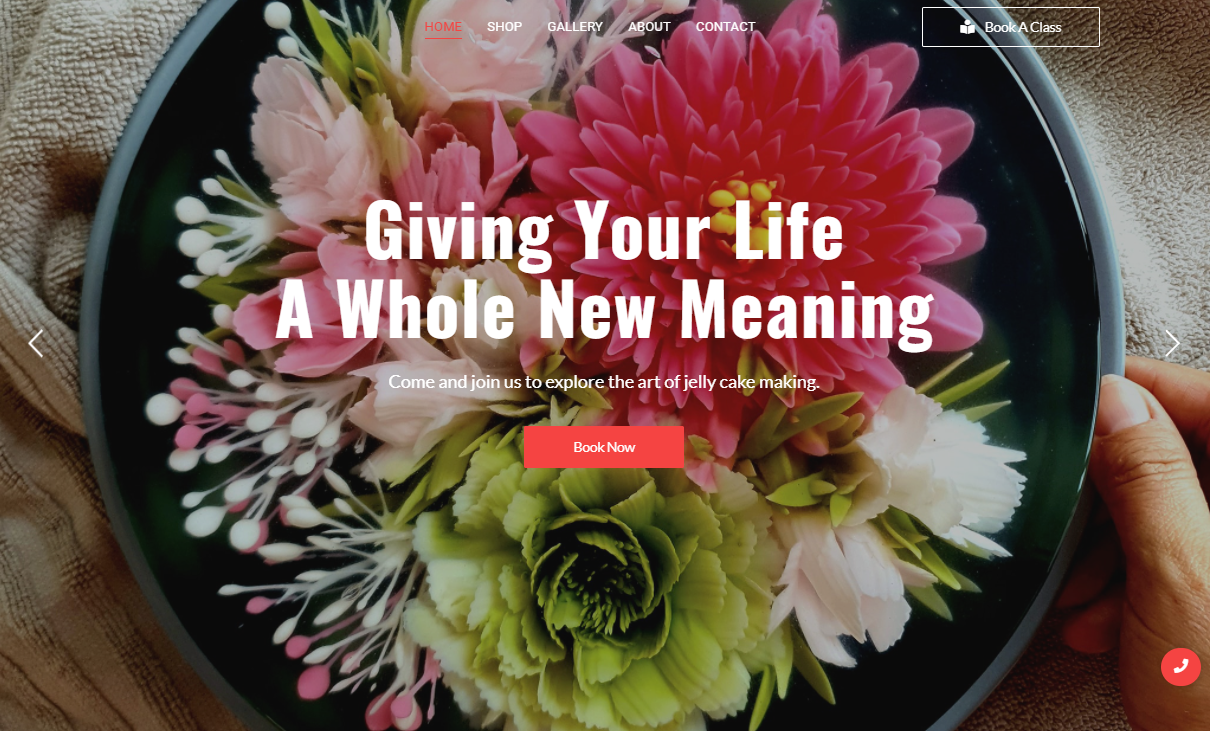 HOME SHOP GALLERY ABOUT CONTACT Book A Class
Giving Your Life
A Whole New Meaning
Come and join us to explore the art of jelly cake making.
Book Now